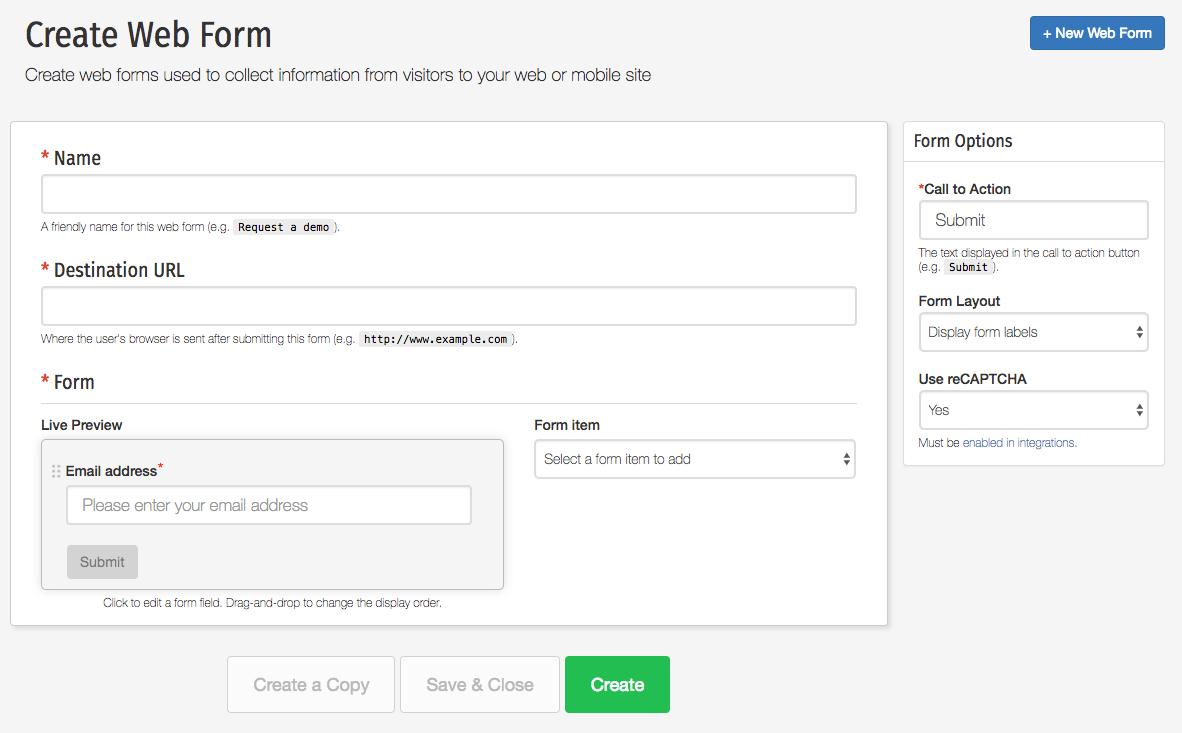 Create Web Form
+ New Web Form
Create web forms used to collect information from visitors to your web or mobile site
* Name
A friendly name for this web form (e.g. Request a demo ).
* Destination URL
Where the user's browser is sent after submitting this form (e.g. http://www.example.com ).
* Form
Live Preview
Email address*
Please enter your email address
Submit
Click to edit a form field. Drag-and-drop to change the display order.
Form item
Select a form item to add
Form Options
*Call to Action
Submit
The text displayed in the call to action button
(e.g. Submit ).
Form Layout
Display form labels
Use reCAPTCHA
Yes
Must be enabled in integrations.
Create a Copy
Save & Close
Create